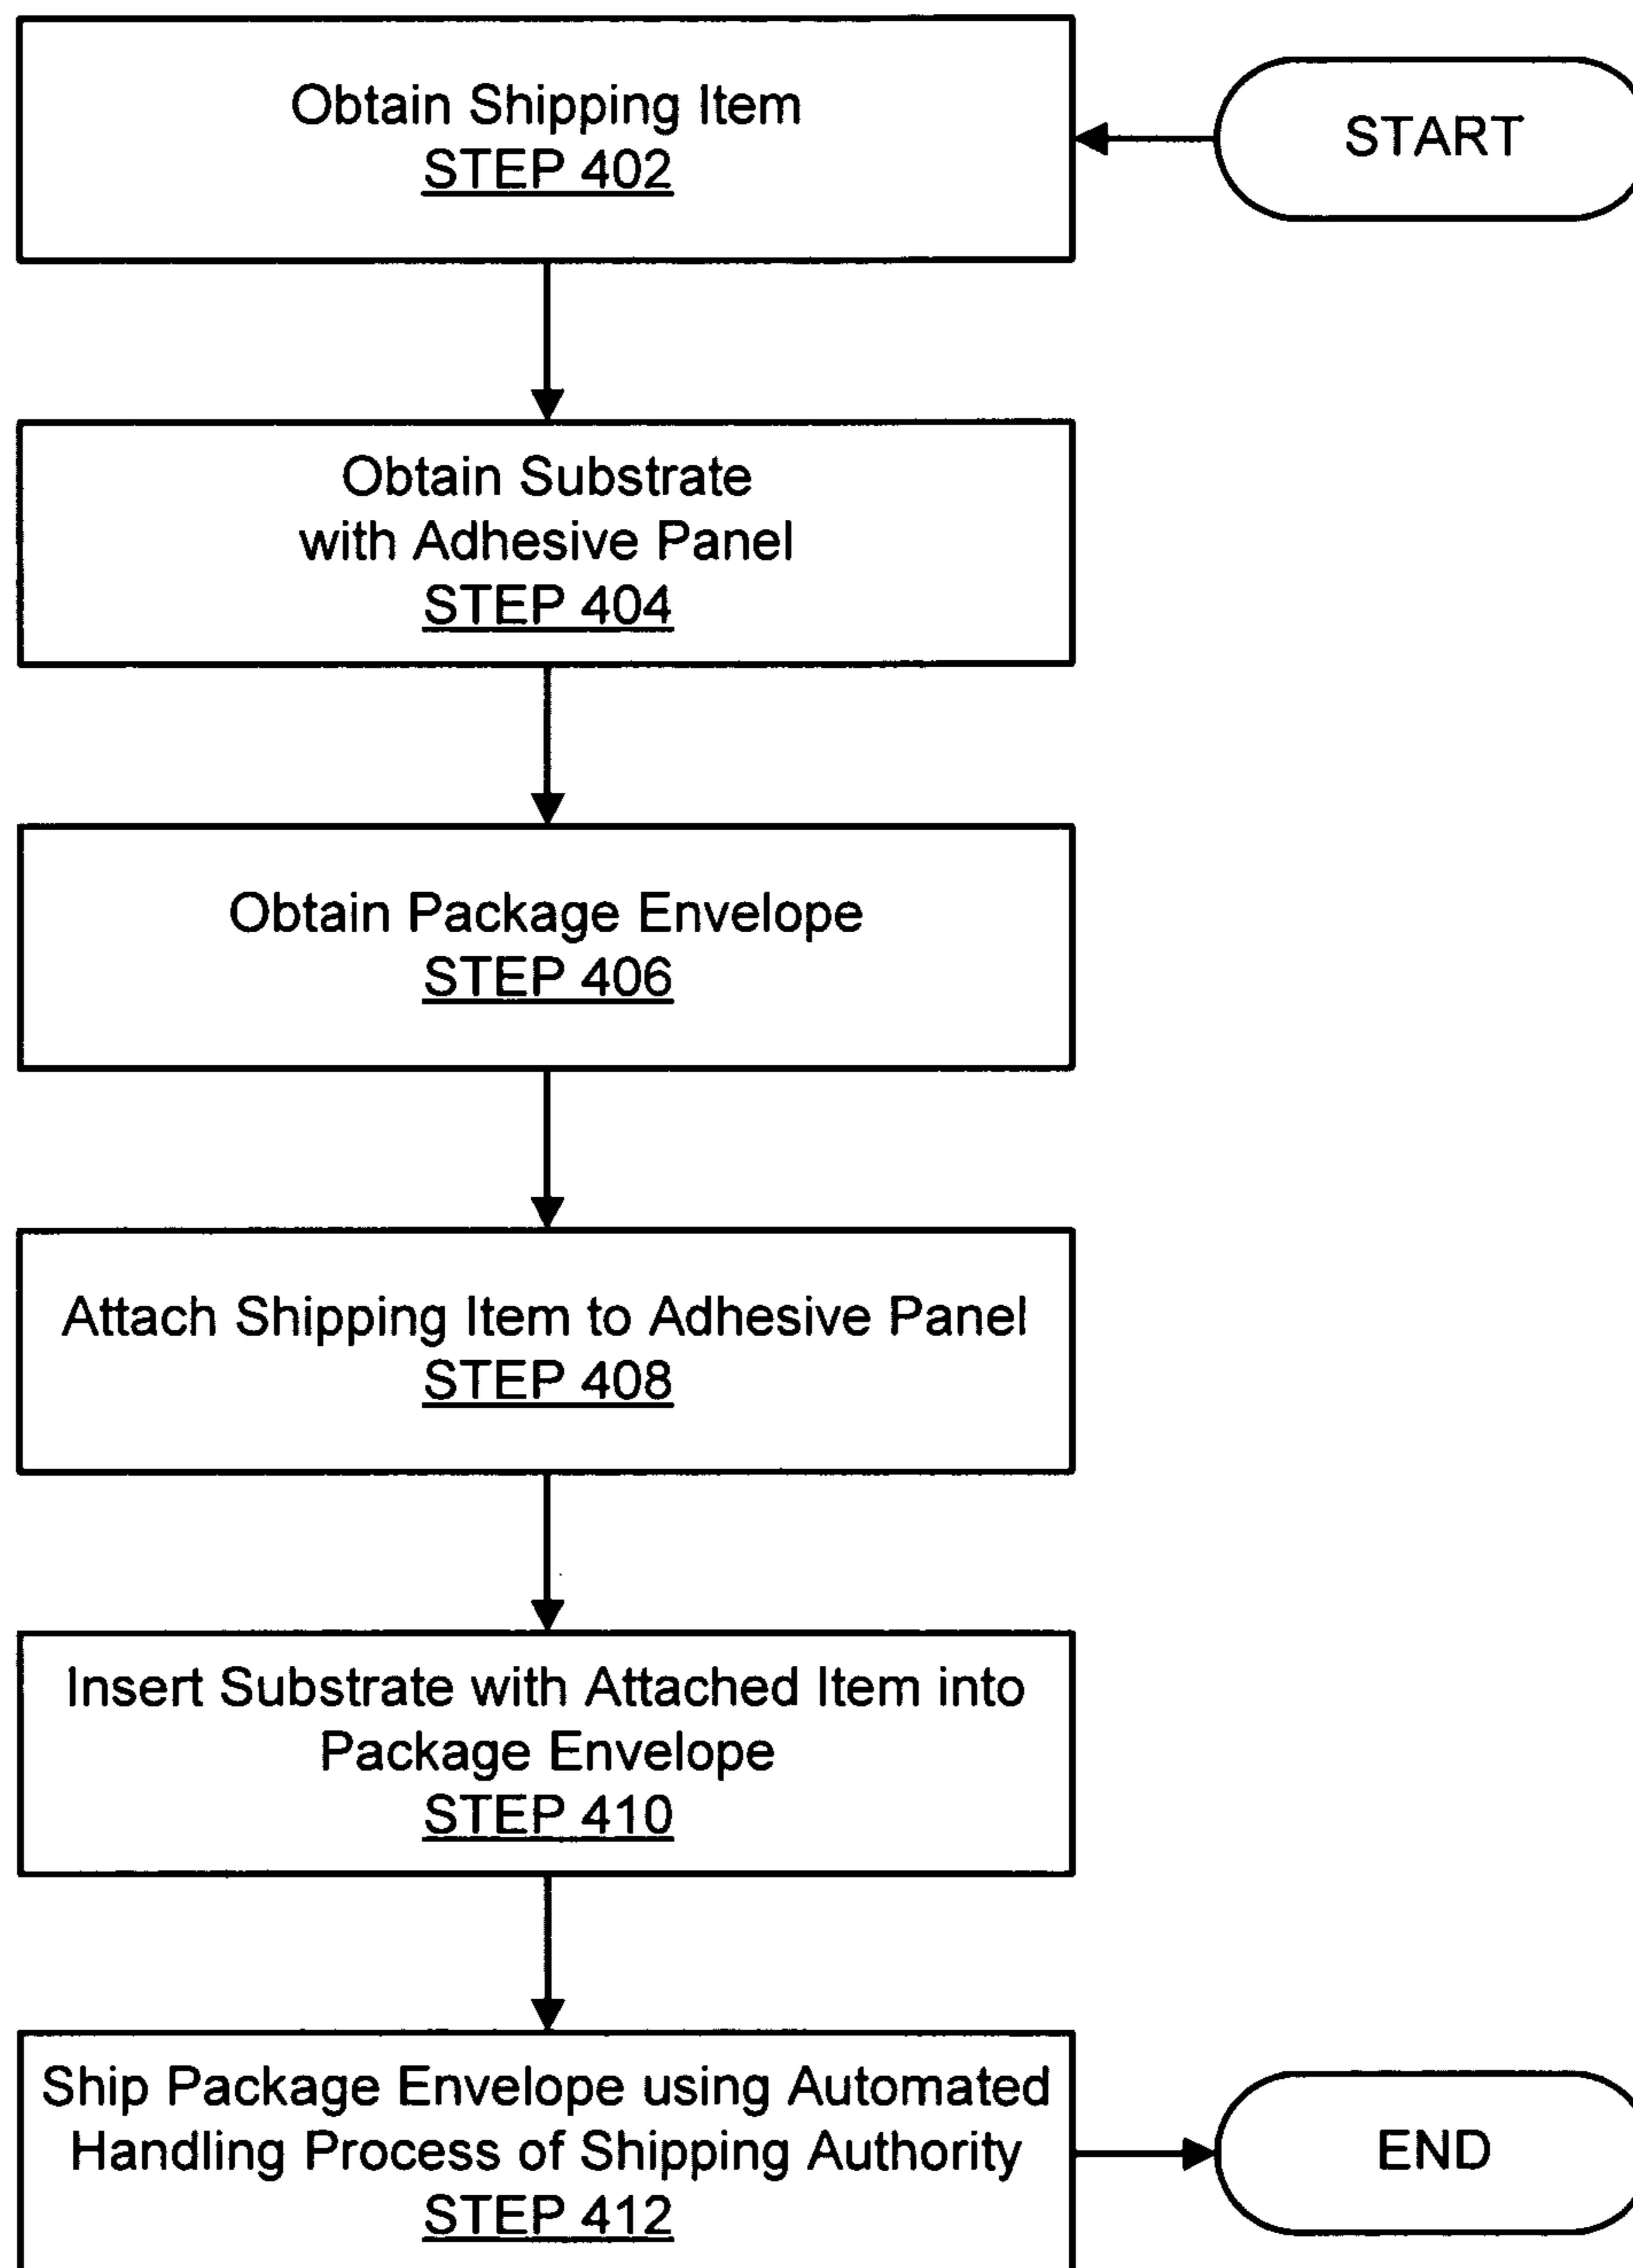 START
Obtain Shipping Item
STEP 402
Obtain Substrate
with Adhesive Panel
STEP 404
Obtain Package Envelope
STEP 406
Attach Shipping Item to Adhesive Panel
STEP 408
Insert Substrate with Attached Item into
Package Envelope
STEP 410
Ship Package Envelope using Automated
Handling Process of Shipping Authority
STEP 412
END